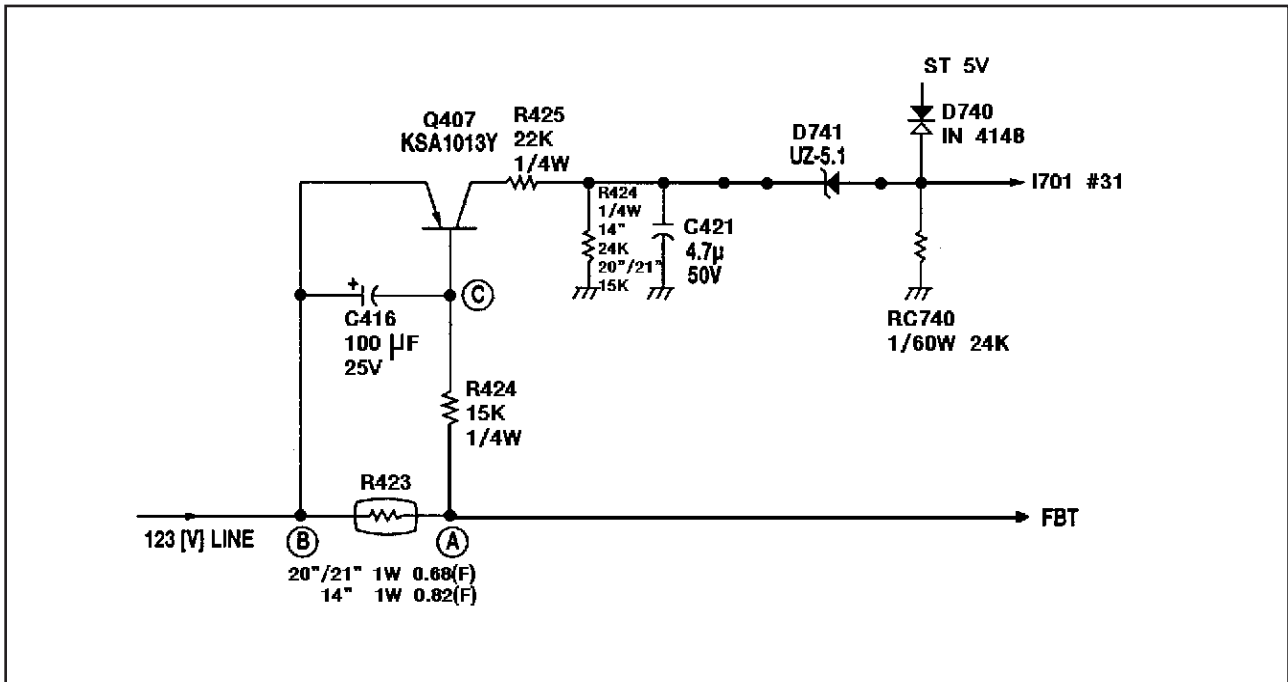 ST 5V
D740
IN 4148
Q407
KSA1013Y
R425
22K
1/4W
D741
UZ-5.1
I701 #31
R424
1/4W
14"
24K
20"/21"
15K
C421
4.7µ
50V
RC740
1/60W 24K
C
+
C416
100 µF
25V
R424
15K
1/4W
R423
123 [V] LINE
B
A
FBT
20"/21" 1W 0.68(F)
14" 1W 0.82(F)